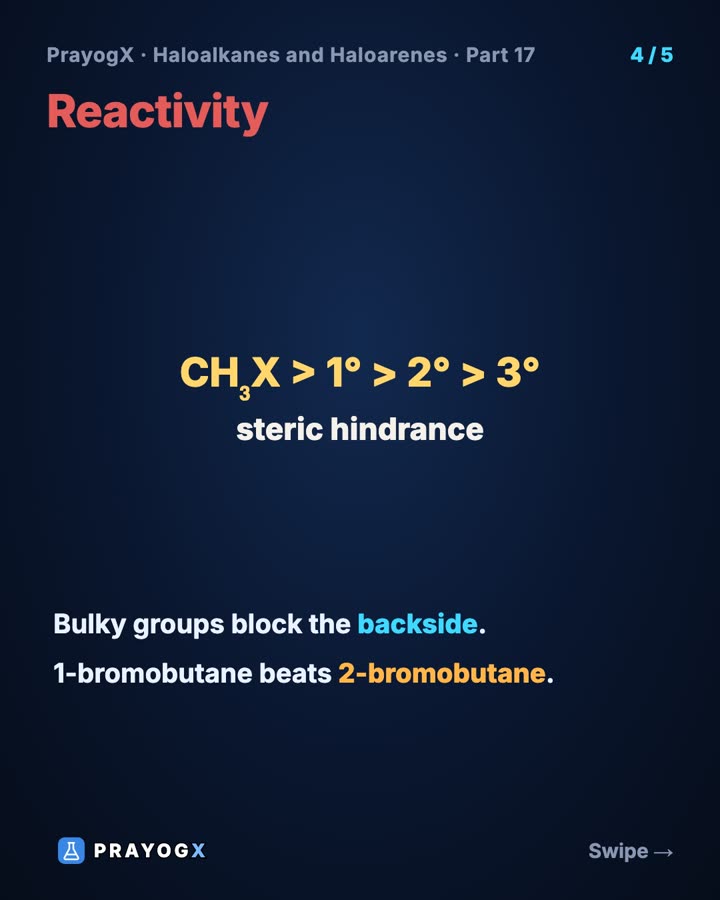 PrayogX · Haloalkanes and Haloarenes · Part 17
4 / 5
Reactivity
CH₃X > 1° > 2° > 3°
steric hindrance
Bulky groups block the backside.
1-bromobutane beats 2-bromobutane.
PRAYOGX
Swipe →